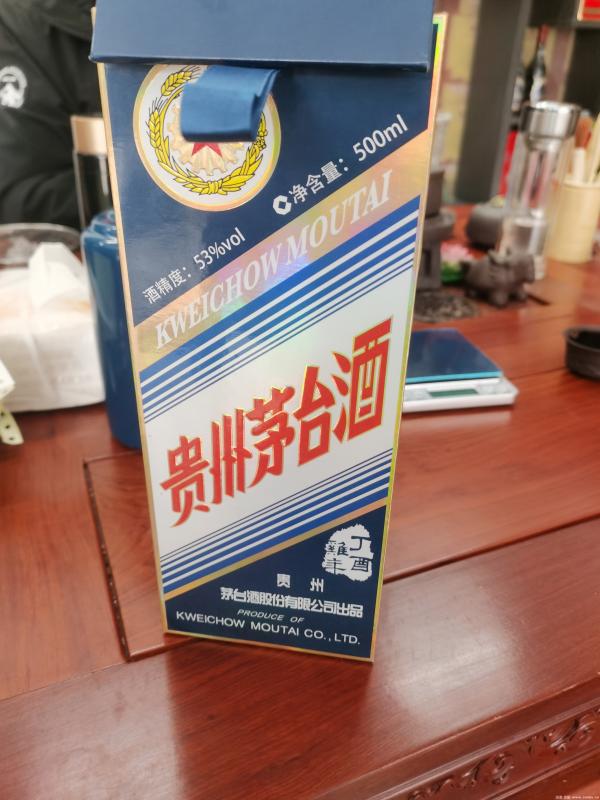 净含量：500ml
酒精度：53%vol
KWEICHOW MOUTAI
贵州茅台酒
丁酉
雞年
贵州
茅台酒股份有限公司出品
PRODUCE OF
KWEICHOW MOUTAI CO., LTD.